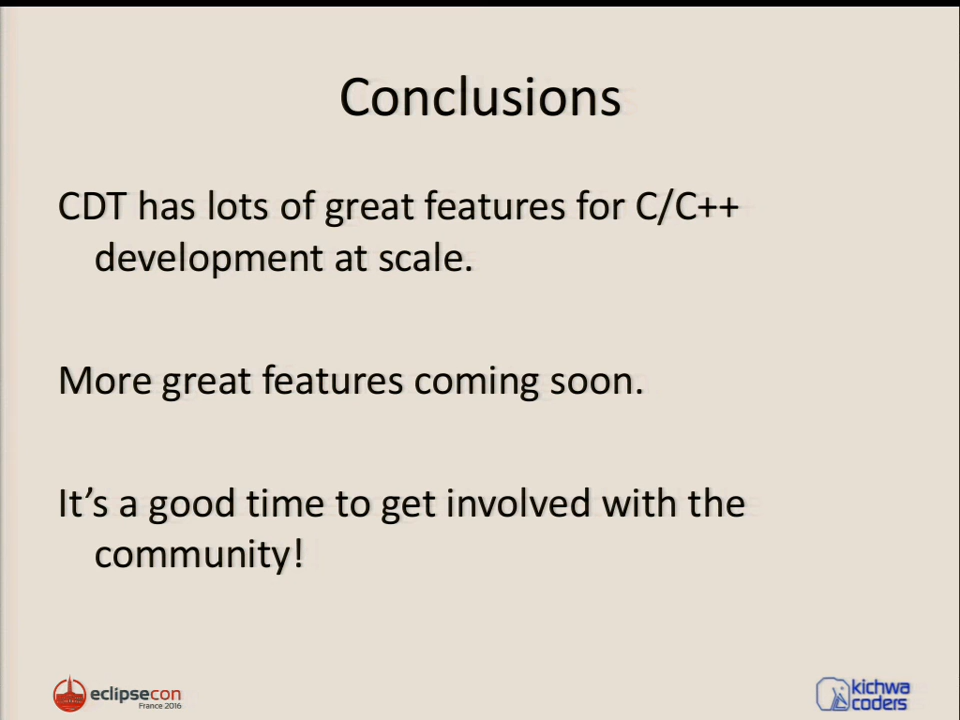 Conclusions
CDT has lots of great features for C/C++
development at scale.
More great features coming soon.
It’s a good time to get involved with the
community!
eclipsecon
France 2016
kichwa
coders